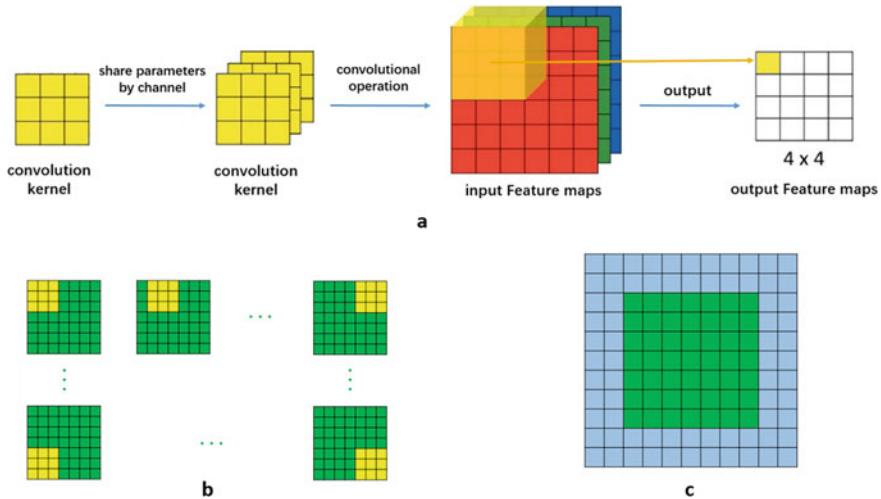 share parameters
by channel
convolutional
operation
output
convolution
kernel
convolution
kernel
input Feature maps
4 x 4
output Feature maps
a
b
c